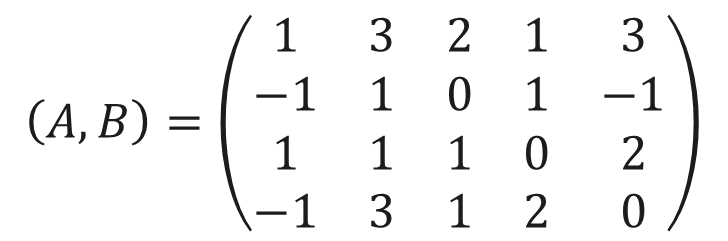 1 3 2 1 3
−1 1 0 1 −1
(A, B) =
1 1 1 0 2
−1 3 1 2 0